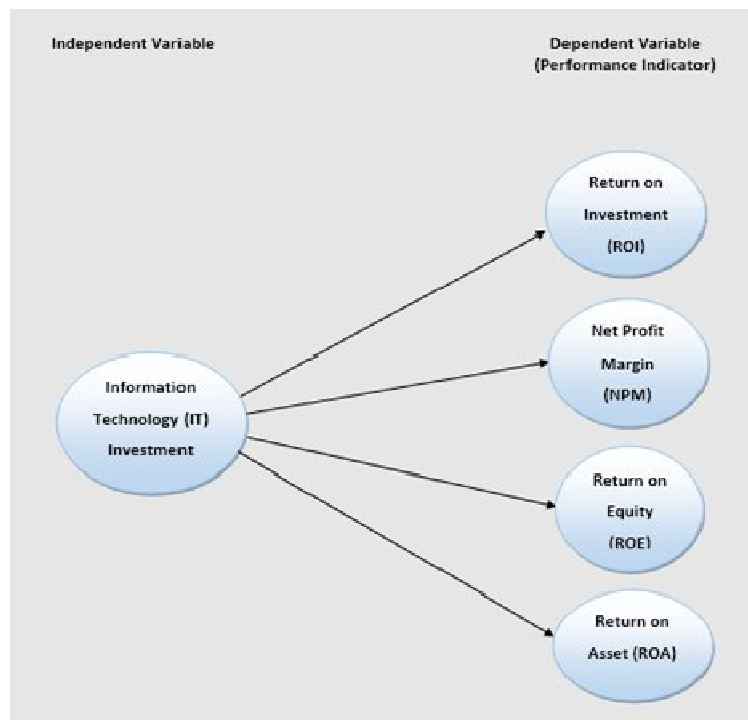 Independent Variable
Dependent Variable
(Performance Indicator)
Return on
Investment
(ROI)
Net Profit
Margin
(NPM)
Information
Technology (IT)
Investment
Return on
Equity
(ROE)
Return on
Asset (ROA)